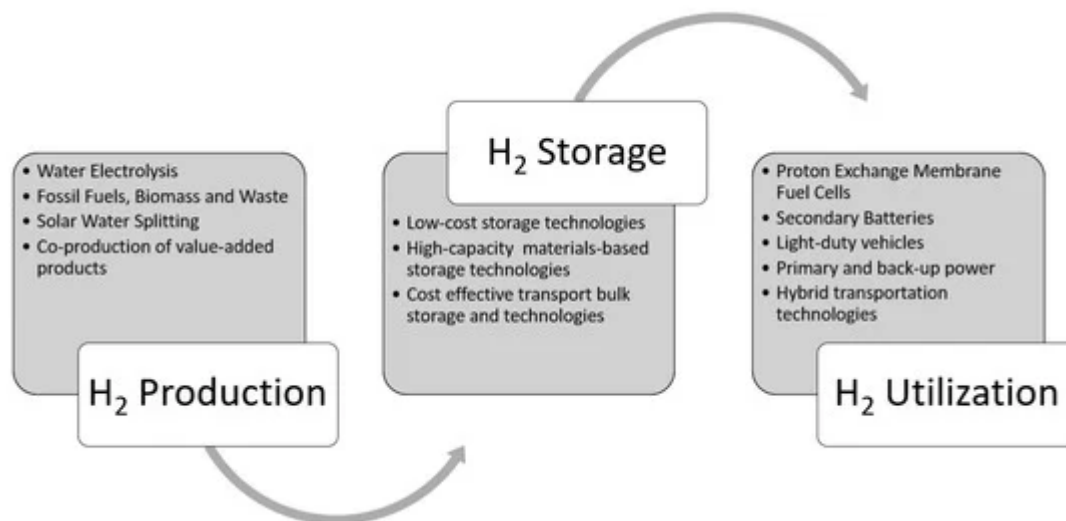 • Water Electrolysis
• Fossil Fuels, Biomass and Waste
• Solar Water Splitting
• Co-production of value-added
products
H₂ Production
H₂ Storage
• Low-cost storage technologies
• High-capacity materials-based
storage technologies
• Cost effective transport bulk
storage and technologies
• Proton Exchange Membrane
Fuel Cells
• Secondary Batteries
• Light-duty vehicles
• Primary and back-up power
• Hybrid transportation
technologies
H₂ Utilization